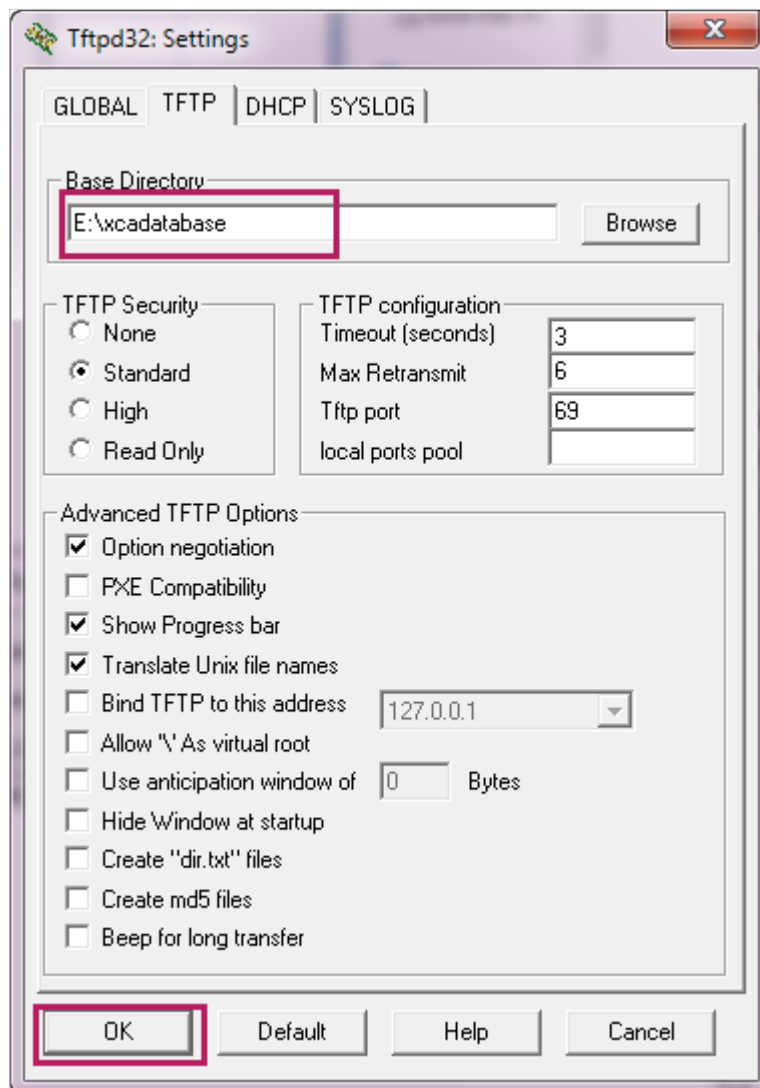 Tftpd32: Settings
GLOBAL TFTP DHCP SYSLOG
Base Directory
E:\xcadatabase Browse
TFTP Security
None
Standard
High
Read Only
TFTP configuration
Timeout (seconds) 3
Max Retransmit 6
Tftp port 69
local ports pool
Advanced TFTP Options
Option negotiation
PXE Compatibility
Show Progress bar
Translate Unix file names
Bind TFTP to this address 127.0.0.1
Allow '\' As virtual root
Use anticipation window of 0 Bytes
Hide Window at startup
Create "dir.txt" files
Create md5 files
Beep for long transfer
OK Default Help Cancel